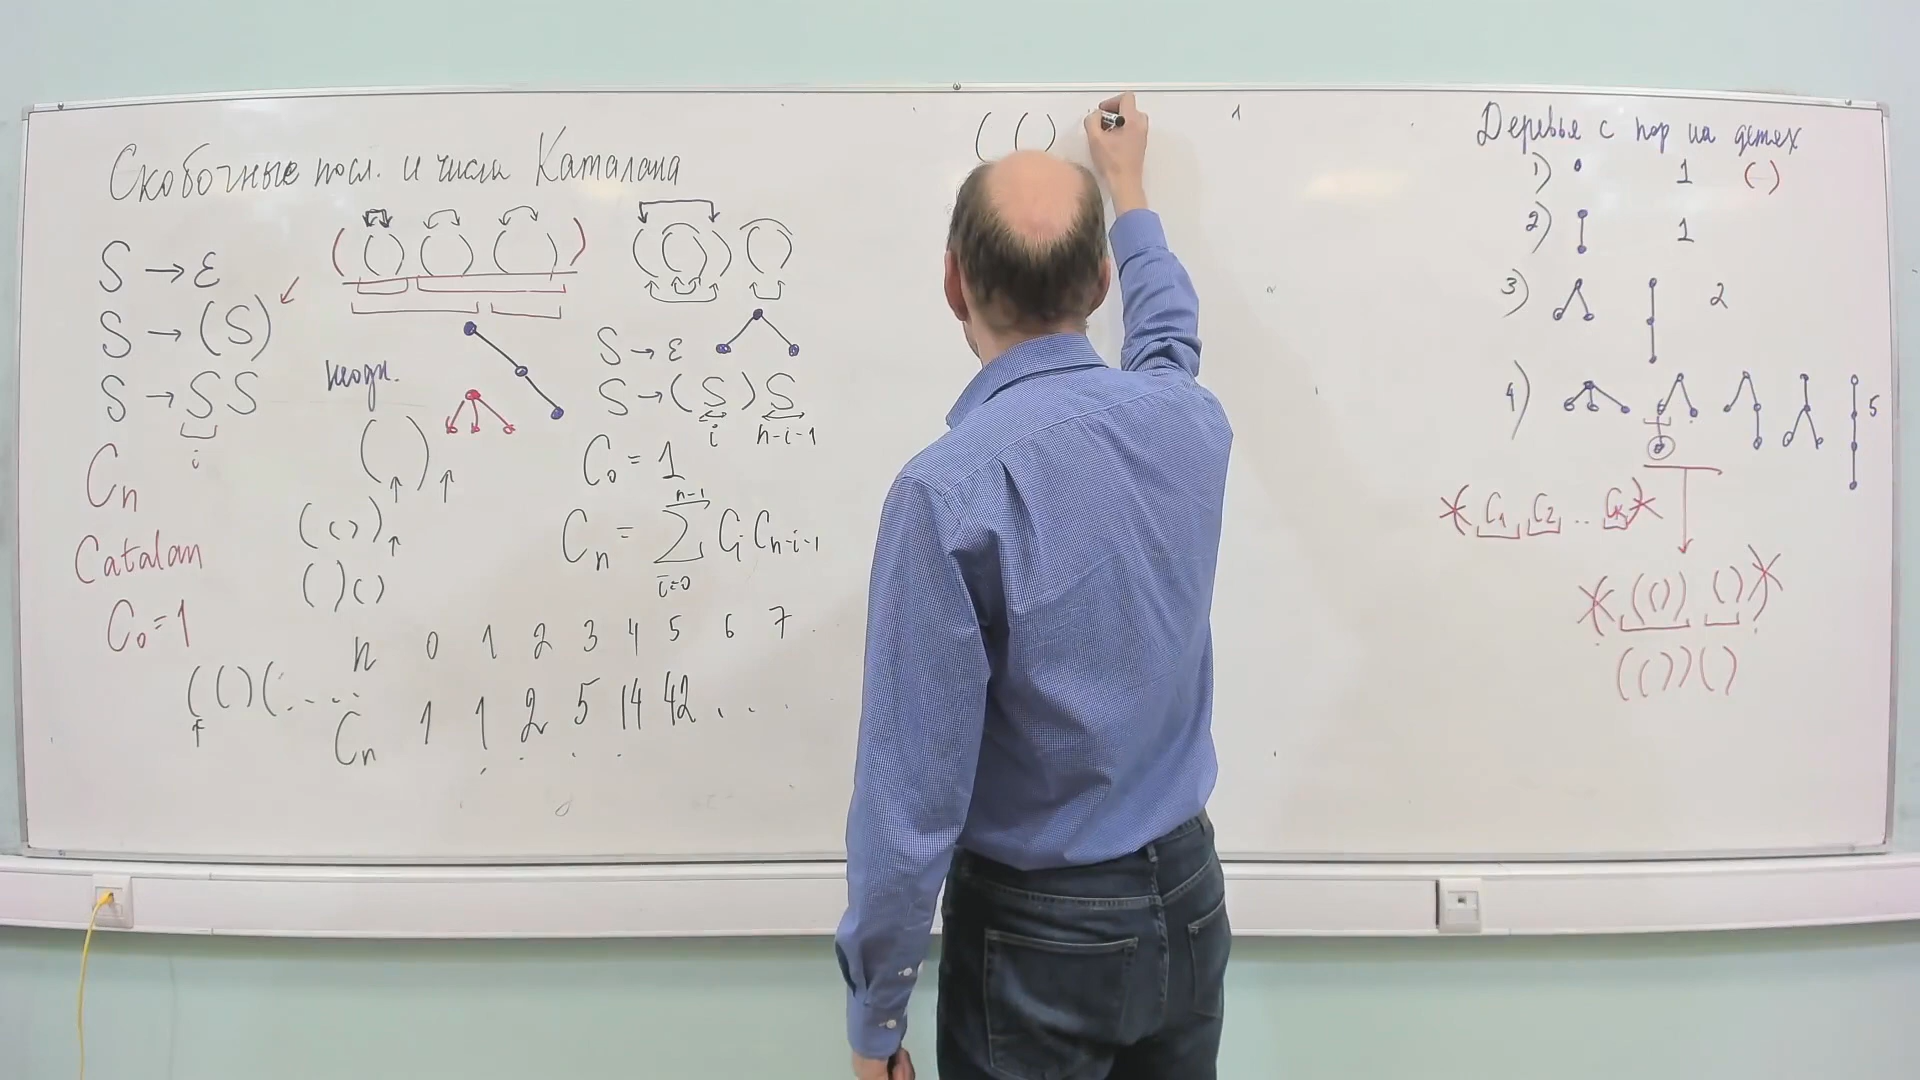 Скобочные посл. и числа Каталана
( ( ) ( ) ( ) )
( ( ) ) ( )
S → ε
S → (S)
S → S S
i
неодн.
( )
( ( ) )
( ) ( )
Cn
Catalan
C₀ = 1
( ( ) ( . . . .
S → ε
S → ( S ) S
i n-i-1
C₀ = 1
Cn = ∑ Ci Cn-i-1
n-1
i=0
n 0 1 2 3 4 5 6 7
Cn 1 1 2 5 14 42 . . .
( ( )
1
Деревья с пор на детях
1) 1 ( )
2) 1
3) 2
4) 5
( C1 C2 .. Ck )
( ( ( ) ) ( ) )
( ( ) ) ( )